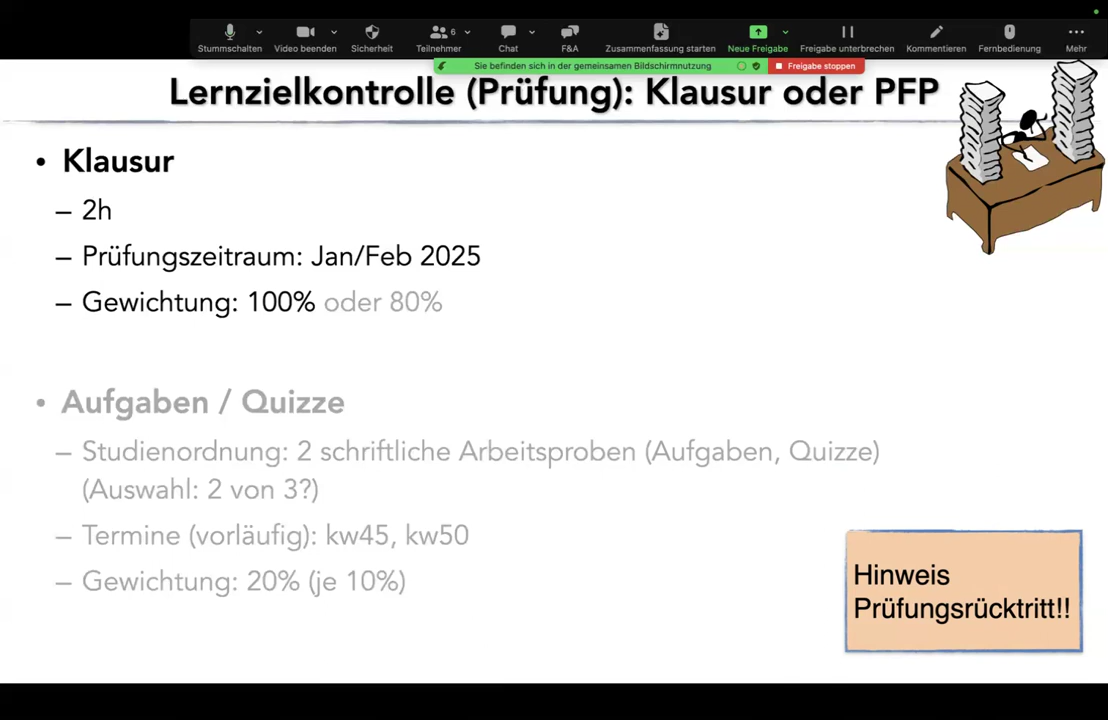 Stummschalten
Video beenden
Sicherheit
6
Teilnehmer
Chat
F&A
Zusammenfassung starten
Neue Freigabe
Freigabe unterbrechen
Kommentieren
Fernbedienung
Mehr
Sie befinden sich in der gemeinsamen Bildschirmnutzung
Freigabe stoppen
Lernzielkontrolle (Prüfung): Klausur oder PFP
• Klausur
– 2h
– Prüfungszeitraum: Jan/Feb 2025
– Gewichtung: 100% oder 80%
• Aufgaben / Quizze
– Studienordnung: 2 schriftliche Arbeitsproben (Aufgaben, Quizze)
(Auswahl: 2 von 3?)
– Termine (vorläufig): kw45, kw50
– Gewichtung: 20% (je 10%)
Hinweis
Prüfungsrücktritt!!